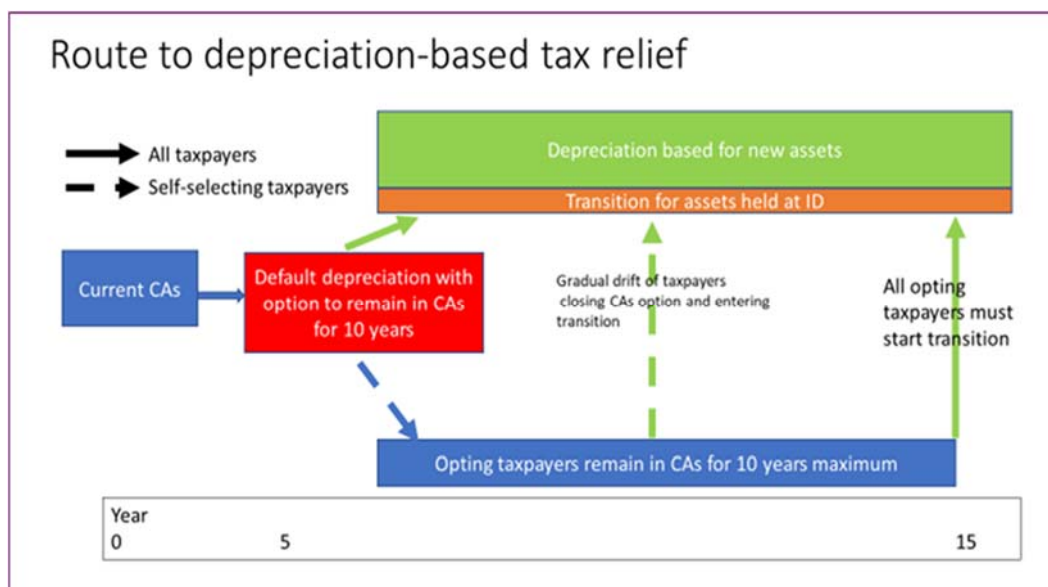 Route to depreciation-based tax relief
All taxpayers
Self-selecting taxpayers
Depreciation based for new assets
Transition for assets held at ID
Current CAs
Default depreciation with
option to remain in CAs
for 10 years
Gradual drift of taxpayers
closing CAs option and entering
transition
All opting
taxpayers must
start transition
Opting taxpayers remain in CAs for 10 years maximum
Year
0 5 15